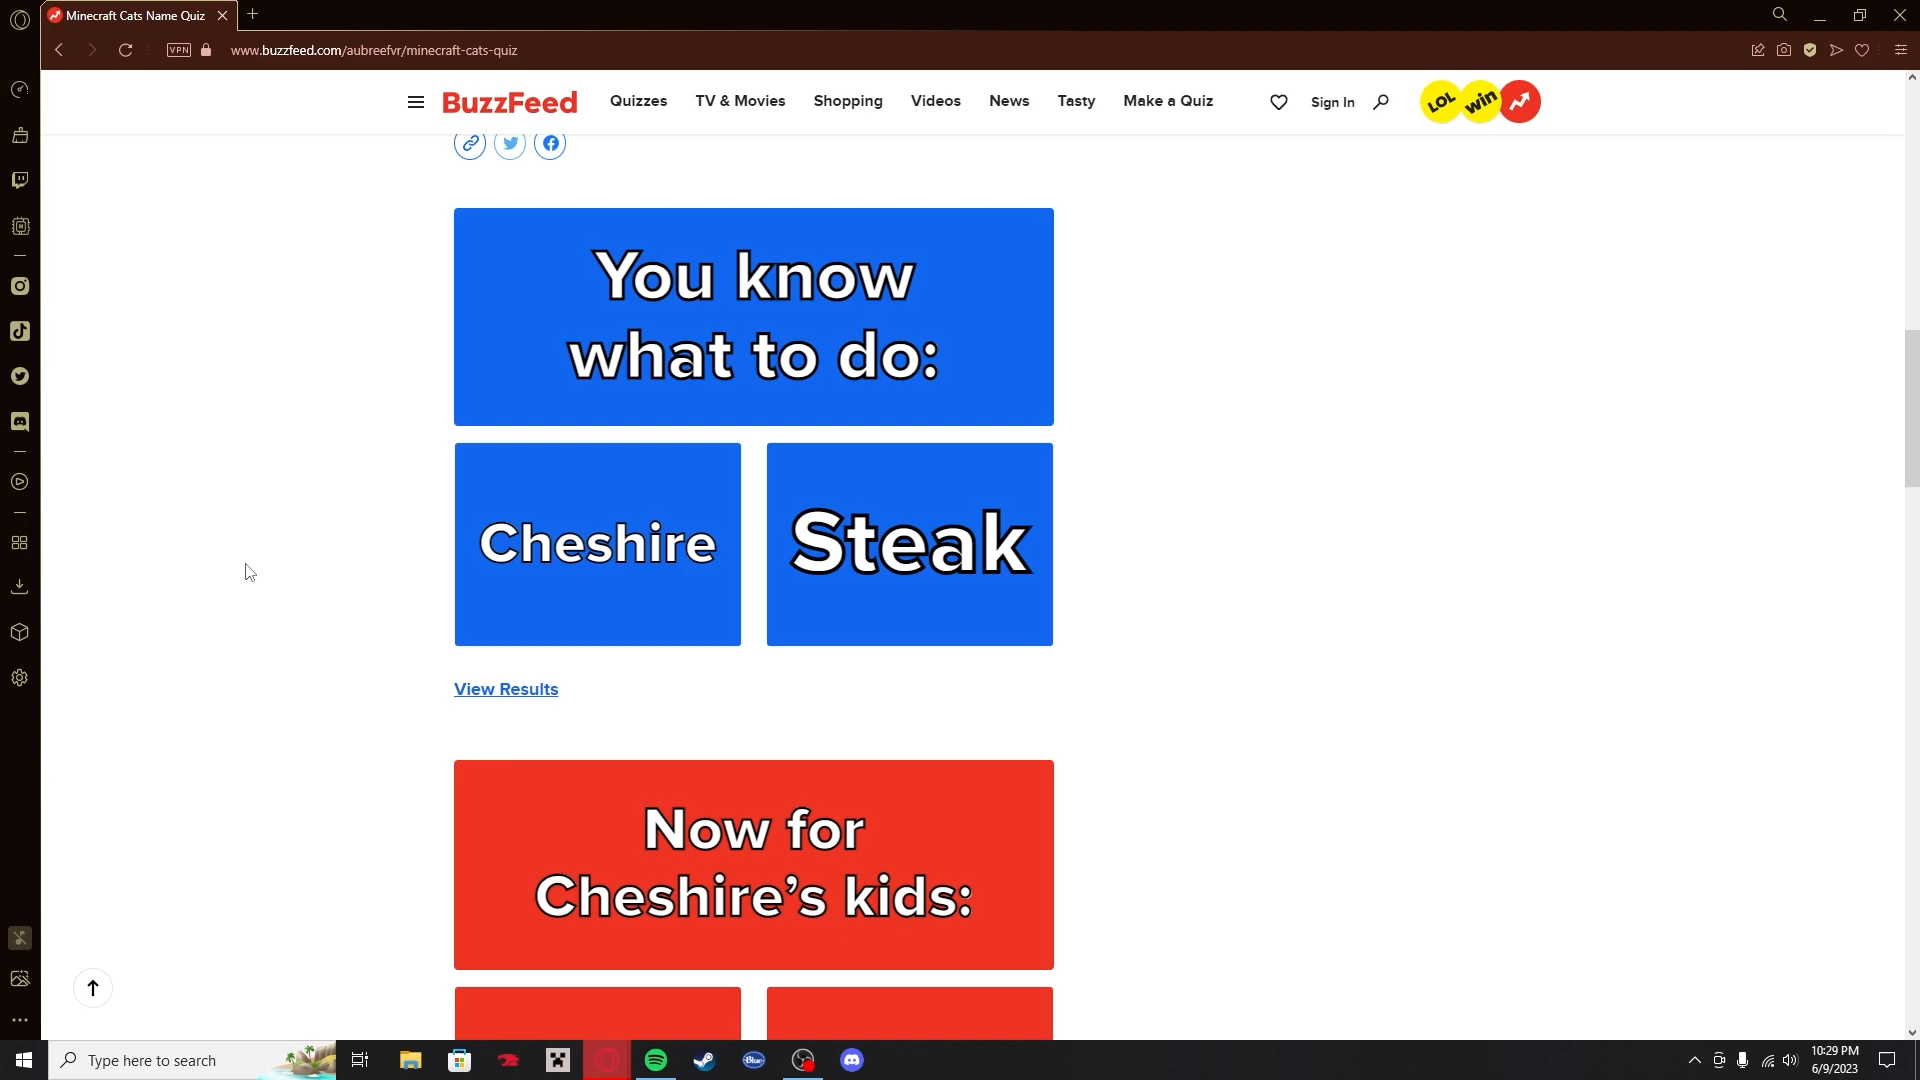 Minecraft Cats Name Quiz
VPN
www.buzzfeed.com/aubreefvr/minecraft-cats-quiz
BuzzFeed
Quizzes
TV & Movies
Shopping
Videos
News
Tasty
Make a Quiz
Sign In
LOL
win
You know
what to do:
Cheshire
Steak
View Results
Now for
Cheshire’s kids:
Type here to search
Blue
10:29 PM
6/9/2023